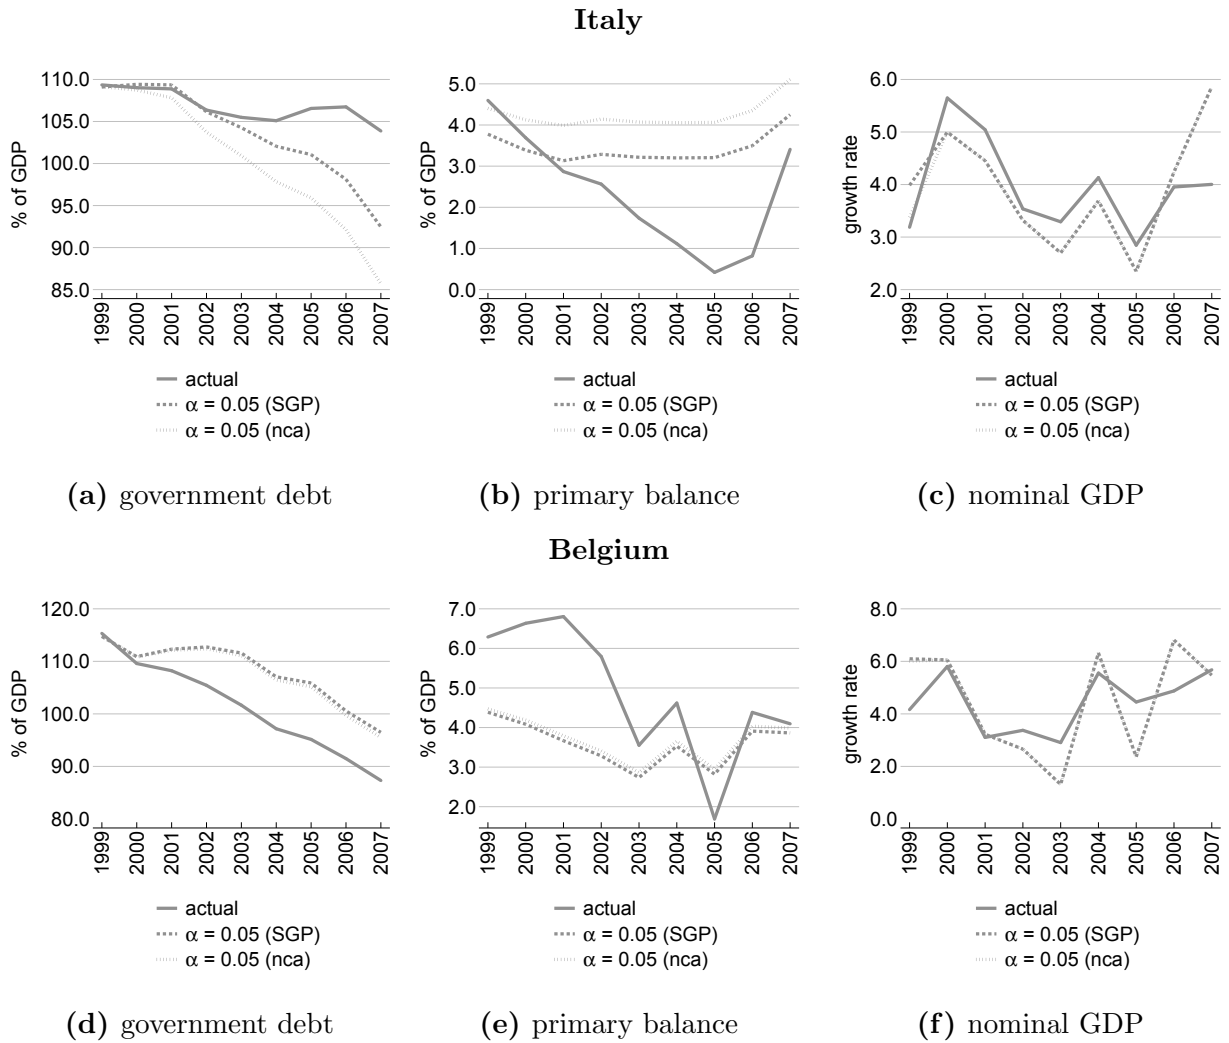 Italy
% of GDP
110.0
105.0
100.0
95.0
90.0
85.0
1999
2000
2001
2002
2003
2004
2005
2006
2007
actual
α = 0.05 (SGP)
α = 0.05 (nca)
(a) government debt
% of GDP
5.0
4.0
3.0
2.0
1.0
0.0
1999
2000
2001
2002
2003
2004
2005
2006
2007
actual
α = 0.05 (SGP)
α = 0.05 (nca)
(b) primary balance
growth rate
6.0
5.0
4.0
3.0
2.0
1999
2000
2001
2002
2003
2004
2005
2006
2007
actual
α = 0.05 (SGP)
α = 0.05 (nca)
(c) nominal GDP
Belgium
% of GDP
120.0
110.0
100.0
90.0
80.0
1999
2000
2001
2002
2003
2004
2005
2006
2007
actual
α = 0.05 (SGP)
α = 0.05 (nca)
(d) government debt
% of GDP
7.0
6.0
5.0
4.0
3.0
2.0
1999
2000
2001
2002
2003
2004
2005
2006
2007
actual
α = 0.05 (SGP)
α = 0.05 (nca)
(e) primary balance
growth rate
8.0
6.0
4.0
2.0
0.0
1999
2000
2001
2002
2003
2004
2005
2006
2007
actual
α = 0.05 (SGP)
α = 0.05 (nca)
(f) nominal GDP